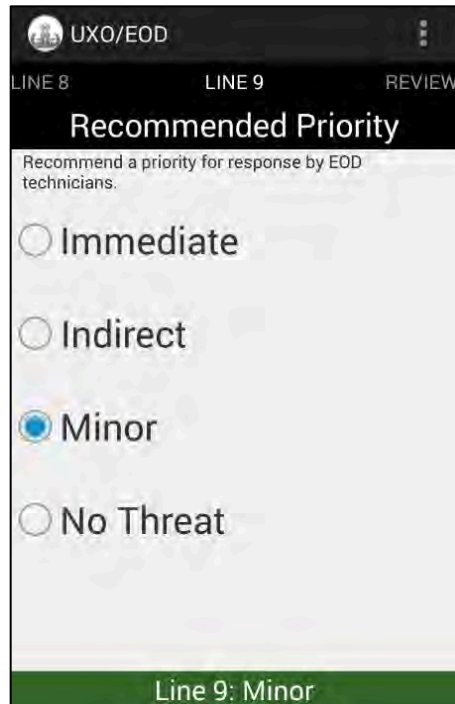 UXO/EOD
LINE 8 LINE 9 REVIEW
Recommended Priority
Recommend a priority for response by EOD
technicians.
Immediate
Indirect
Minor
No Threat
Line 9: Minor